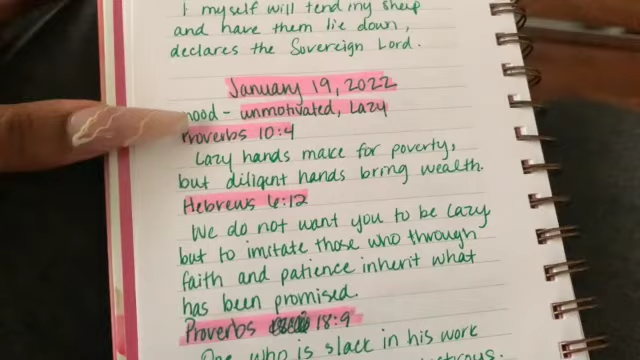 I myself will tend my sheep
and have them lie down,
declares the Sovereign Lord.
January 19, 2022
mood - unmotivated, Lazy
Proverbs 10:4
Lazy hands make for poverty,
but diligent hands bring wealth.
Hebrews 6:12
We do not want you to be lazy
but to imitate those who through
faith and patience inherit what
has been promised.
Proverbs 18:9
One who is slack in his work